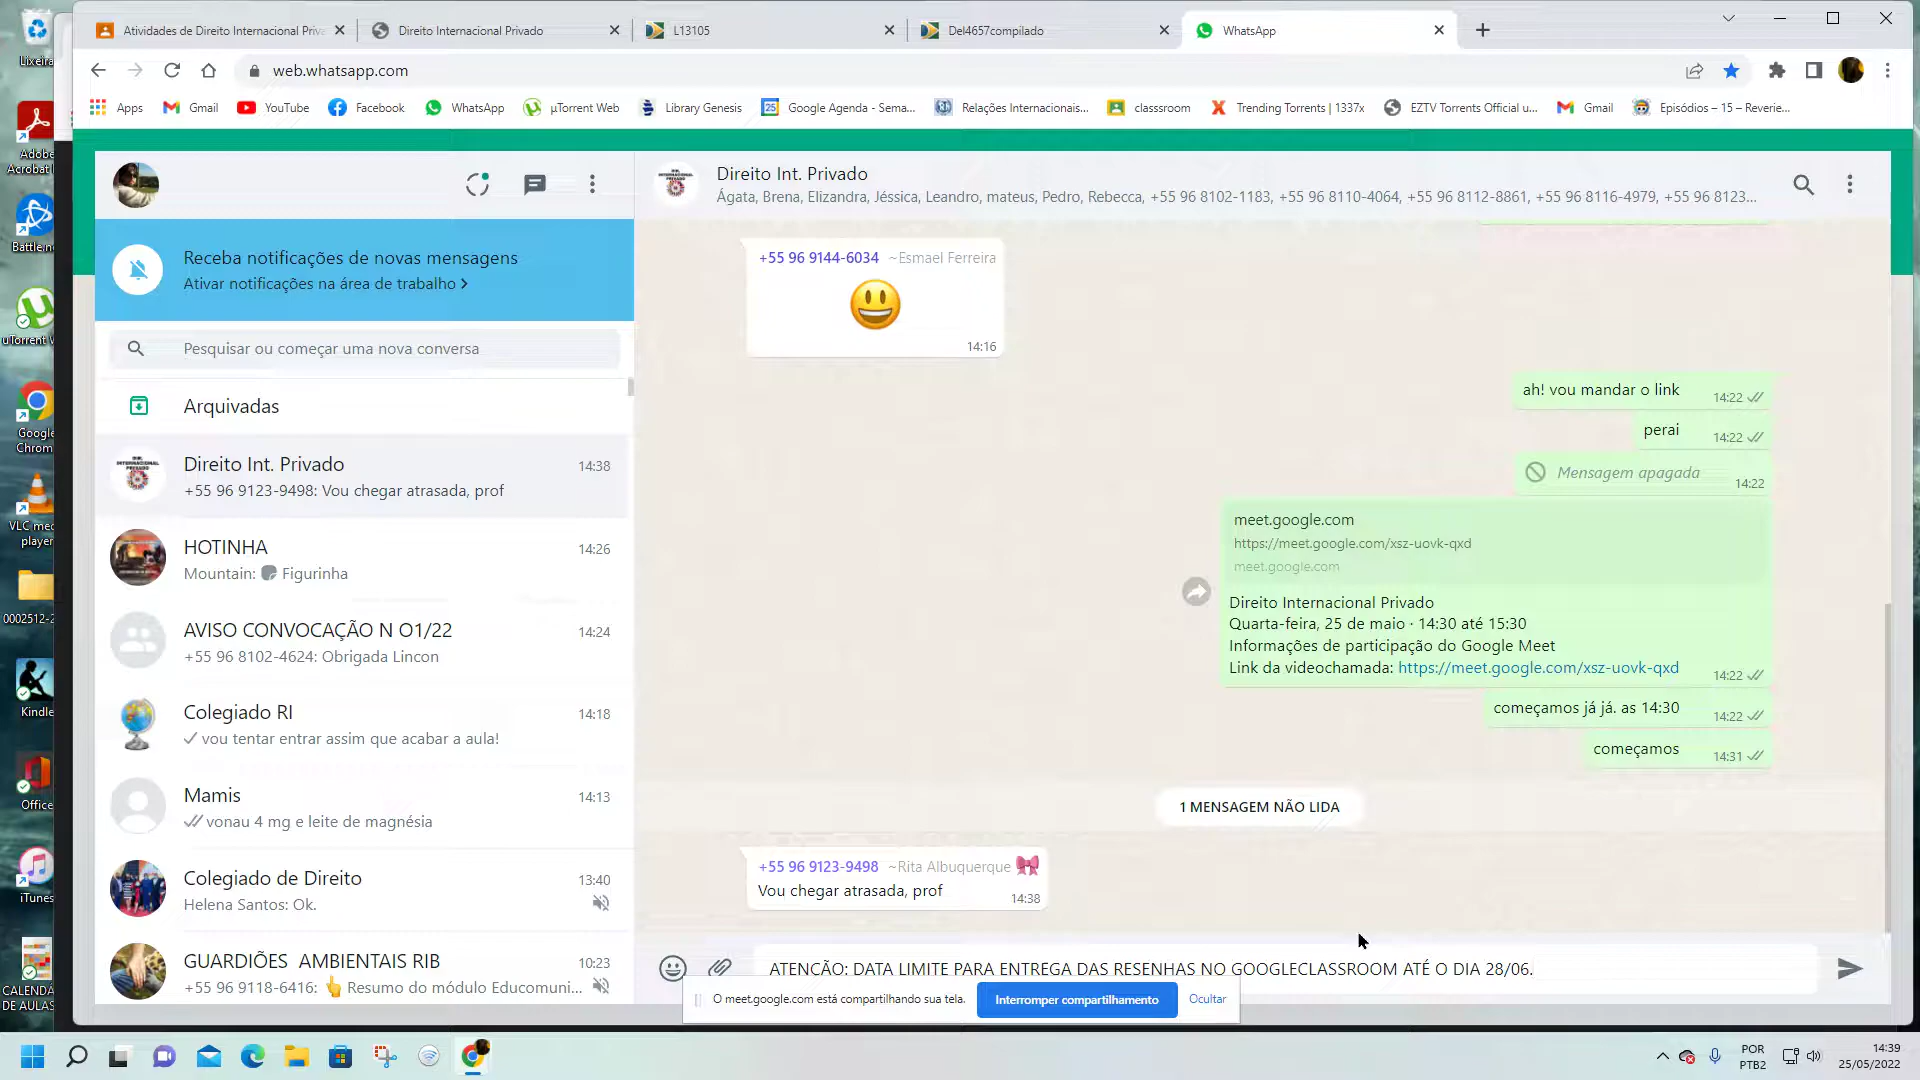 Lixeira
Adobe
Acrobat
Battle.n
uTorrent W
Google
Chrom
VLC med
player
0002512-2
Kindle
Office
iTunes
CALENDÁ
DE AULAS
Atividades de Direito Internacional Priva
Direito Internacional Privado
L13105
Del4657compilado
WhatsApp
web.whatsapp.com
Apps
Gmail
YouTube
Facebook
WhatsApp
µTorrent Web
Library Genesis
Google Agenda - Sema...
Relações Internacionais...
classsroom
Trending Torrents | 1337x
EZTV Torrents Official u...
Gmail
Episódios – 15 – Reverie...
Receba notificações de novas mensagens
Ativar notificações na área de trabalho >
Pesquisar ou começar uma nova conversa
Arquivadas
Direito Int. Privado 14:38
+55 96 9123-9498: Vou chegar atrasada, prof
HOTINHA 14:26
Mountain: Figurinha
AVISO CONVOCAÇÃO N O1/22 14:24
+55 96 8102-4624: Obrigada Lincon
Colegiado RI 14:18
vou tentar entrar assim que acabar a aula!
Mamis 14:13
vonau 4 mg e leite de magnésia
Colegiado de Direito 13:40
Helena Santos: Ok.
GUARDIÕES AMBIENTAIS RIB 10:23
+55 96 9118-6416: 👆 Resumo do módulo Educomuni...
Direito Int. Privado
Ágata, Brena, Elizandra, Jéssica, Leandro, mateus, Pedro, Rebecca, +55 96 8102-1183, +55 96 8110-4064, +55 96 8112-8861, +55 96 8116-4979, +55 96 8123...
+55 96 9144-6034 ~Esmael Ferreira
😃
14:16
ah! vou mandar o link 14:22
perai 14:22
Mensagem apagada 14:22
meet.google.com
https://meet.google.com/xsz-uovk-qxd
meet.google.com
Direito Internacional Privado
Quarta-feira, 25 de maio · 14:30 até 15:30
Informações de participação do Google Meet
Link da videochamada: https://meet.google.com/xsz-uovk-qxd 14:22
começamos já já. as 14:30 14:22
começamos 14:31
1 MENSAGEM NÃO LIDA
+55 96 9123-9498 ~Rita Albuquerque 🎀
Vou chegar atrasada, prof 14:38
ATENCÃO: DATA LIMITE PARA ENTREGA DAS RESENHAS NO GOOGLECLASSROOM ATÉ O DIA 28/06.
O meet.google.com está compartilhando sua tela. Interromper compartilhamento Ocultar
POR
PTB2
14:39
25/05/2022